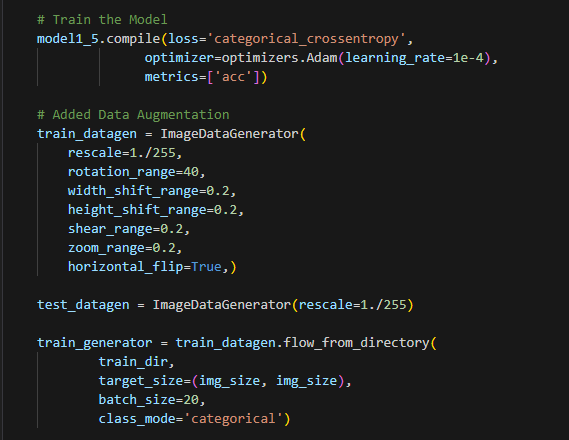 # Train the Model
model1_5.compile(loss='categorical_crossentropy',
optimizer=optimizers.Adam(learning_rate=1e-4),
metrics=['acc'])
# Added Data Augmentation
train_datagen = ImageDataGenerator(
rescale=1./255,
rotation_range=40,
width_shift_range=0.2,
height_shift_range=0.2,
shear_range=0.2,
zoom_range=0.2,
horizontal_flip=True,)
test_datagen = ImageDataGenerator(rescale=1./255)
train_generator = train_datagen.flow_from_directory(
train_dir,
target_size=(img_size, img_size),
batch_size=20,
class_mode='categorical')